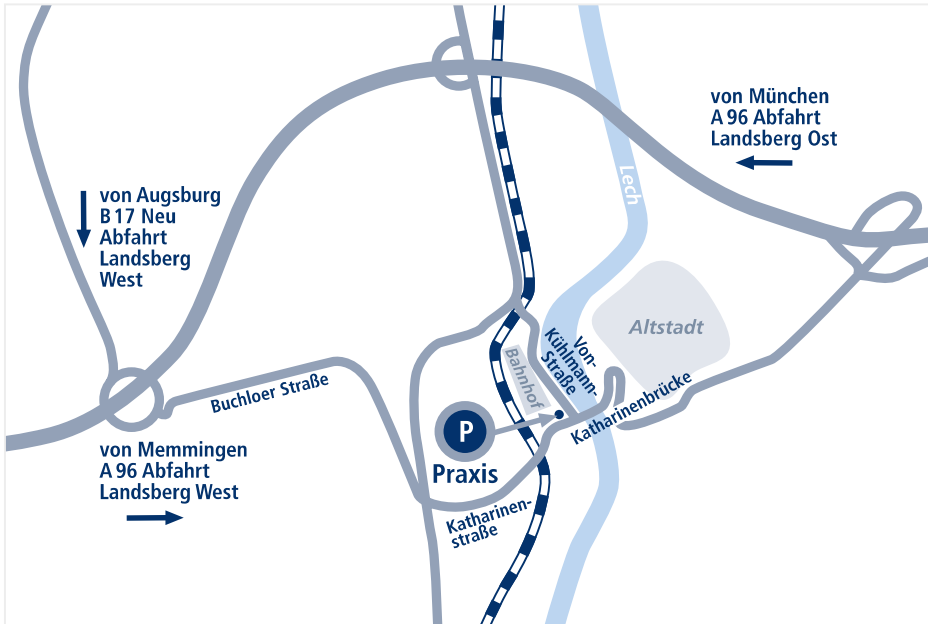 von München
A 96 Abfahrt
Landsberg Ost
Lech
von Augsburg
B 17 Neu
Abfahrt
Landsberg
West
Altstadt
Von-
Kühlmann-
Straße
Bahnhof
Buchloer Straße
Katharinenbrücke
P
Praxis
von Memmingen
A 96 Abfahrt
Landsberg West
Katharinen-
straße